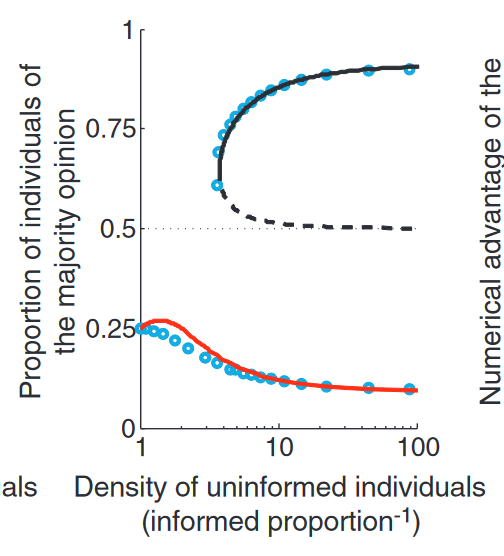 Proportion of individuals of
the majority opinion
1
0.75
0.5
0.25
0
1
10
100
Density of uninformed individuals
(informed proportion-1)
Numerical advantage of the